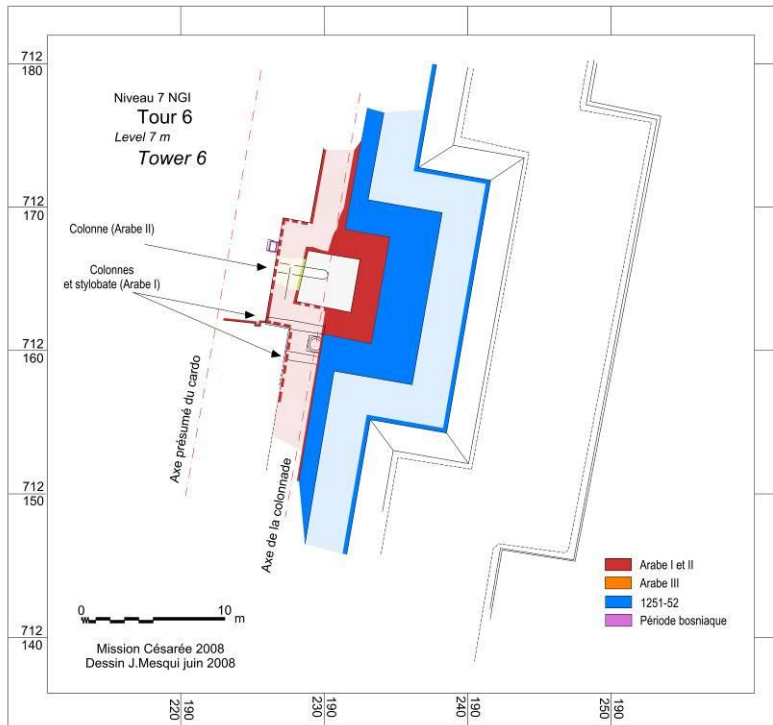 712
180
Niveau 7 NGI
Tour 6
Level 7 m
Tower 6
712
170
Colonne (Arabe II)
Colonnes
et stylobate (Arabe I)
712
160
Axe présumé du cardo
Axe de la colonnade
712
150
Arabe I et II
Arabe III
1251-52
Période bosniaque
0 10 m
Mission Césarée 2008
Dessin J.Mesqui juin 2008
712
140
190
220
190
230
190
240
190
250